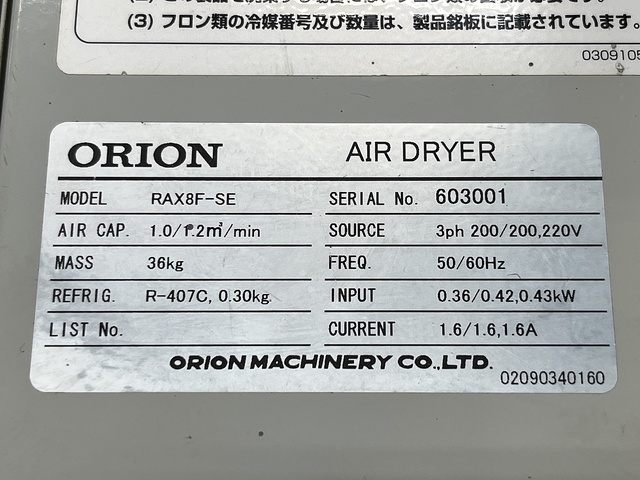 (3) フロン類の冷媒番号及び数量は、製品銘板に記載されています。
0309105
ORION AIR DRYER
MODEL RAX8F-SE SERIAL No. 603001
AIR CAP. 1.0/1.2㎥/min SOURCE 3ph 200/200,220V
MASS 36kg FREQ. 50/60Hz
REFRIG. R-407C, 0.30kg. INPUT 0.36/0.42,0.43kW
LIST No. CURRENT 1.6/1.6,1.6A
ORION MACHINERY CO.,LTD.
02090340160